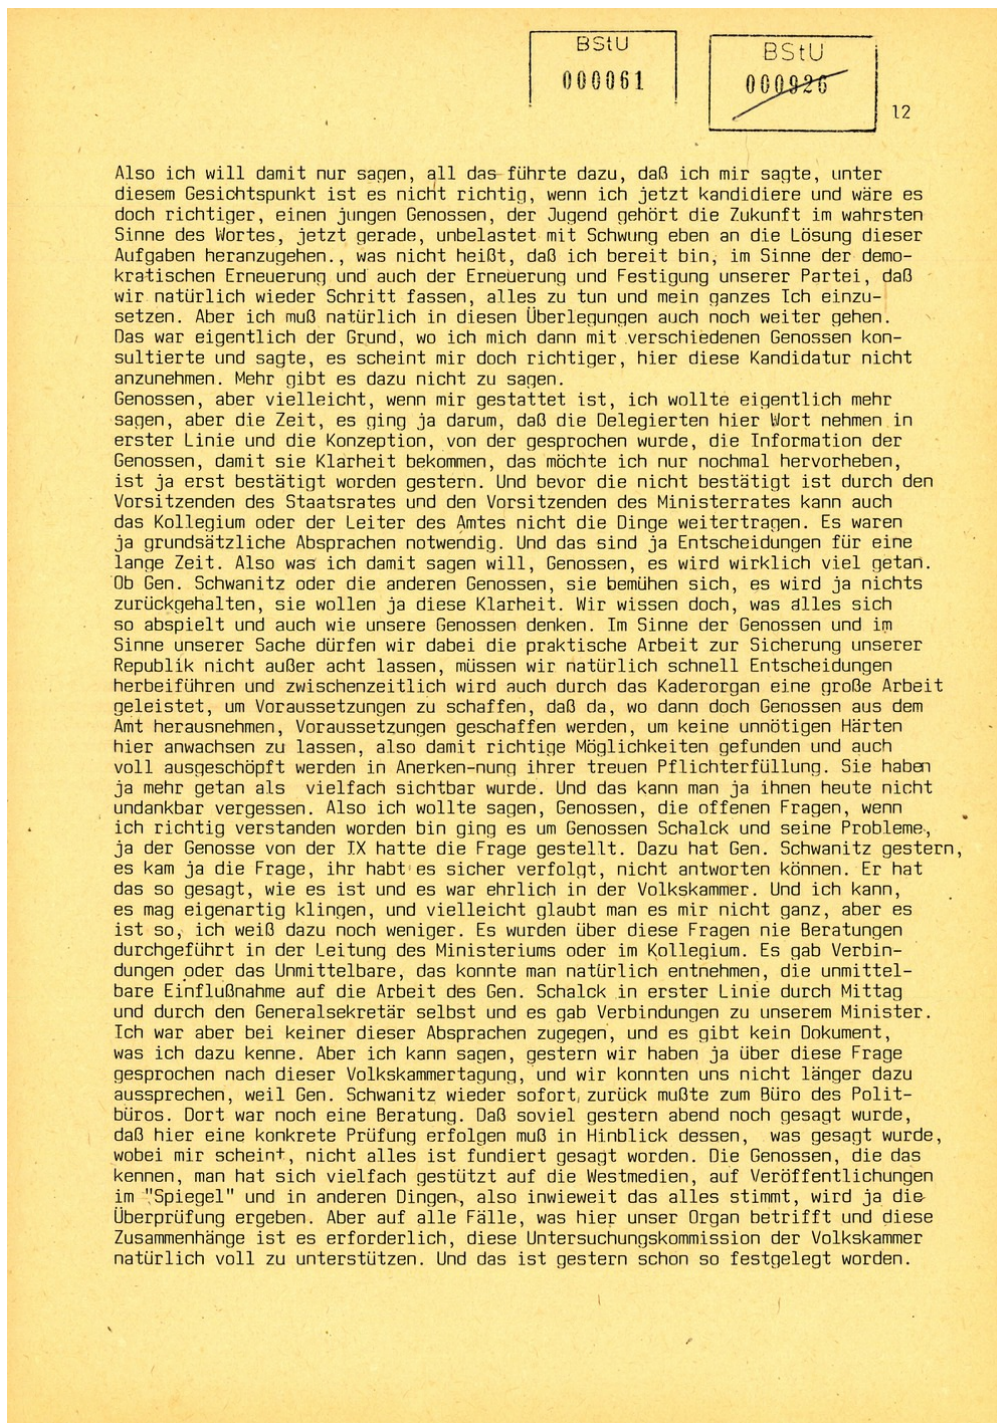 BStU
000061
BStU
000926
12
Also ich will damit nur sagen, all das führte dazu, daß ich mir sagte, unter
diesem Gesichtspunkt ist es nicht richtig, wenn ich jetzt kandidiere und wäre es
doch richtiger, einen jungen Genossen, der Jugend gehört die Zukunft im wahrsten
Sinne des Wortes, jetzt gerade, unbelastet mit Schwung eben an die Lösung dieser
Aufgaben heranzugehen., was nicht heißt, daß ich bereit bin, im Sinne der demo-
kratischen Erneuerung und auch der Erneuerung und Festigung unserer Partei, daß
wir natürlich wieder Schritt fassen, alles zu tun und mein ganzes Ich einzu-
setzen. Aber ich muß natürlich in diesen Überlegungen auch noch weiter gehen.
Das war eigentlich der Grund, wo ich mich dann mit verschiedenen Genossen kon-
sultierte und sagte, es scheint mir doch richtiger, hier diese Kandidatur nicht
anzunehmen. Mehr gibt es dazu nicht zu sagen.
Genossen, aber vielleicht, wenn mir gestattet ist, ich wollte eigentlich mehr
sagen, aber die Zeit, es ging ja darum, daß die Delegierten hier Wort nehmen in
erster Linie und die Konzeption, von der gesprochen wurde, die Information der
Genossen, damit sie Klarheit bekommen, das möchte ich nur nochmal hervorheben,
ist ja erst bestätigt worden gestern. Und bevor die nicht bestätigt ist durch den
Vorsitzenden des Staatsrates und den Vorsitzenden des Ministerrates kann auch
das Kollegium oder der Leiter des Amtes nicht die Dinge weitertragen. Es waren
ja grundsätzliche Absprachen notwendig. Und das sind ja Entscheidungen für eine
lange Zeit. Also was ich damit sagen will, Genossen, es wird wirklich viel getan.
Ob Gen. Schwanitz oder die anderen Genossen, sie bemühen sich, es wird ja nichts
zurückgehalten, sie wollen ja diese Klarheit. Wir wissen doch, was alles sich
so abspielt und auch wie unsere Genossen denken. Im Sinne der Genossen und im
Sinne unserer Sache dürfen wir dabei die praktische Arbeit zur Sicherung unserer
Republik nicht außer acht lassen, müssen wir natürlich schnell Entscheidungen
herbeiführen und zwischenzeitlich wird auch durch das Kaderorgan eine große Arbeit
geleistet, um Voraussetzungen zu schaffen, daß da, wo dann doch Genossen aus dem
Amt herausnehmen, Voraussetzungen geschaffen werden, um keine unnötigen Härten
hier anwachsen zu lassen, also damit richtige Möglichkeiten gefunden und auch
voll ausgeschöpft werden in Anerken-nung ihrer treuen Pflichterfüllung. Sie haben
ja mehr getan als vielfach sichtbar wurde. Und das kann man ja ihnen heute nicht
undankbar vergessen. Also ich wollte sagen, Genossen, die offenen Fragen, wenn
ich richtig verstanden worden bin ging es um Genossen Schalck und seine Probleme,
ja der Genosse von der IX hatte die Frage gestellt. Dazu hat Gen. Schwanitz gestern,
es kam ja die Frage, ihr habt es sicher verfolgt, nicht antworten können. Er hat
das so gesagt, wie es ist und es war ehrlich in der Volkskammer. Und ich kann,
es mag eigenartig klingen, und vielleicht glaubt man es mir nicht ganz, aber es
ist so, ich weiß dazu noch weniger. Es wurden über diese Fragen nie Beratungen
durchgeführt in der Leitung des Ministeriums oder im Kollegium. Es gab Verbin-
dungen oder das Unmittelbare, das konnte man natürlich entnehmen, die unmittel-
bare Einflußnahme auf die Arbeit des Gen. Schalck in erster Linie durch Mittag
und durch den Generalsekretär selbst und es gab Verbindungen zu unserem Minister.
Ich war aber bei keiner dieser Absprachen zugegen, und es gibt kein Dokument,
was ich dazu kenne. Aber ich kann sagen, gestern wir haben ja über diese Frage
gesprochen nach dieser Volkskammertagung, und wir konnten uns nicht länger dazu
aussprechen, weil Gen. Schwanitz wieder sofort zurück mußte zum Büro des Polit-
büros. Dort war noch eine Beratung. Daß soviel gestern abend noch gesagt wurde,
daß hier eine konkrete Prüfung erfolgen muß in Hinblick dessen, was gesagt wurde,
wobei mir scheint, nicht alles ist fundiert gesagt worden. Die Genossen, die das
kennen, man hat sich vielfach gestützt auf die Westmedien, auf Veröffentlichungen
im "Spiegel" und in anderen Dingen, also inwieweit das alles stimmt, wird ja die
Überprüfung ergeben. Aber auf alle Fälle, was hier unser Organ betrifft und diese
Zusammenhänge ist es erforderlich, diese Untersuchungskommission der Volkskammer
natürlich voll zu unterstützen. Und das ist gestern schon so festgelegt worden.